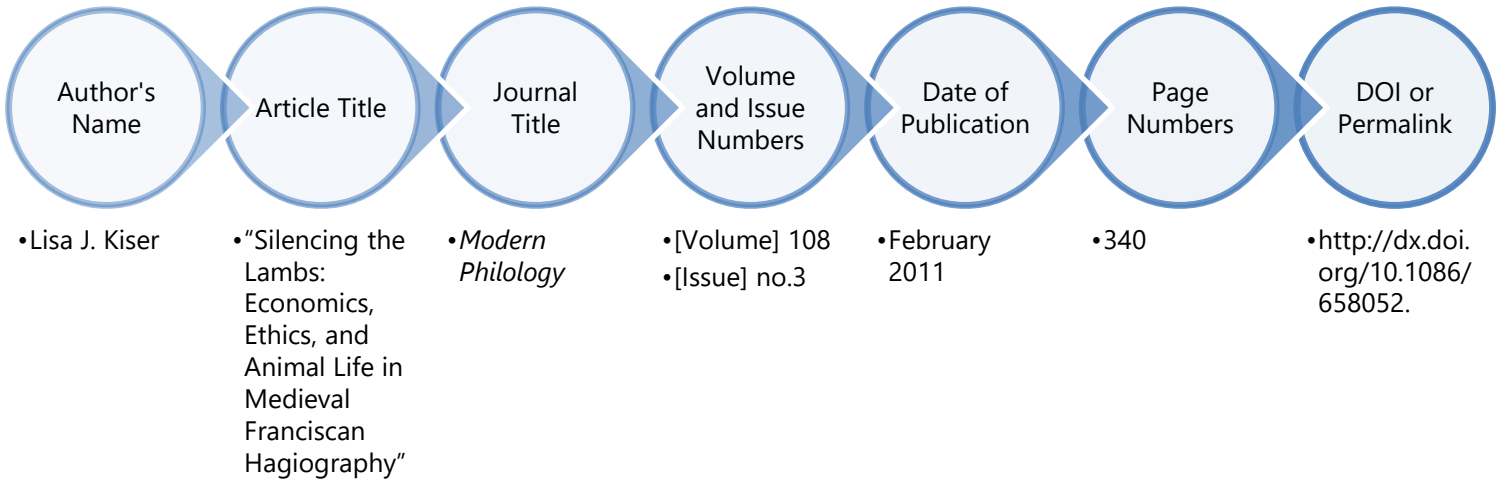 Author's
Name
Article Title
Journal
Title
Volume
and Issue
Numbers
Date of
Publication
Page
Numbers
DOI or
Permalink
•Lisa J. Kiser
•“Silencing the
Lambs:
Economics,
Ethics, and
Animal Life in
Medieval
Franciscan
Hagiography”
•Modern
Philology
•[Volume] 108
•[Issue] no.3
•February
2011
•340
•http://dx.doi.
org/10.1086/
658052.